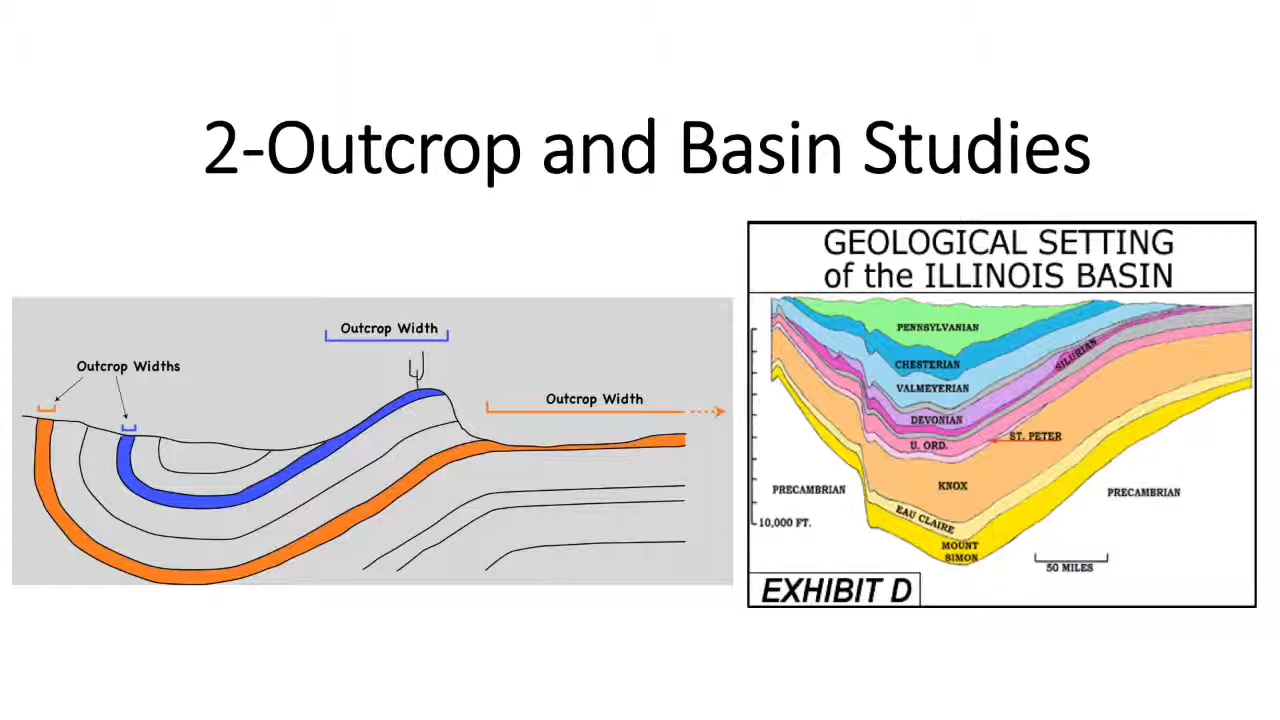 2-Outcrop and Basin Studies
Outcrop Width
Outcrop Widths
Outcrop Width
GEOLOGICAL SETTING
of the ILLINOIS BASIN
PENNSYLVANIAN
CHESTERIAN
SILURIAN
VALMEYERIAN
DEVONIAN
ST. PETER
U. ORD.
KNOX
PRECAMBRIAN
PRECAMBRIAN
EAU CLAIRE
10,000 FT.
MOUNT
SIMON
50 MILES
EXHIBIT D